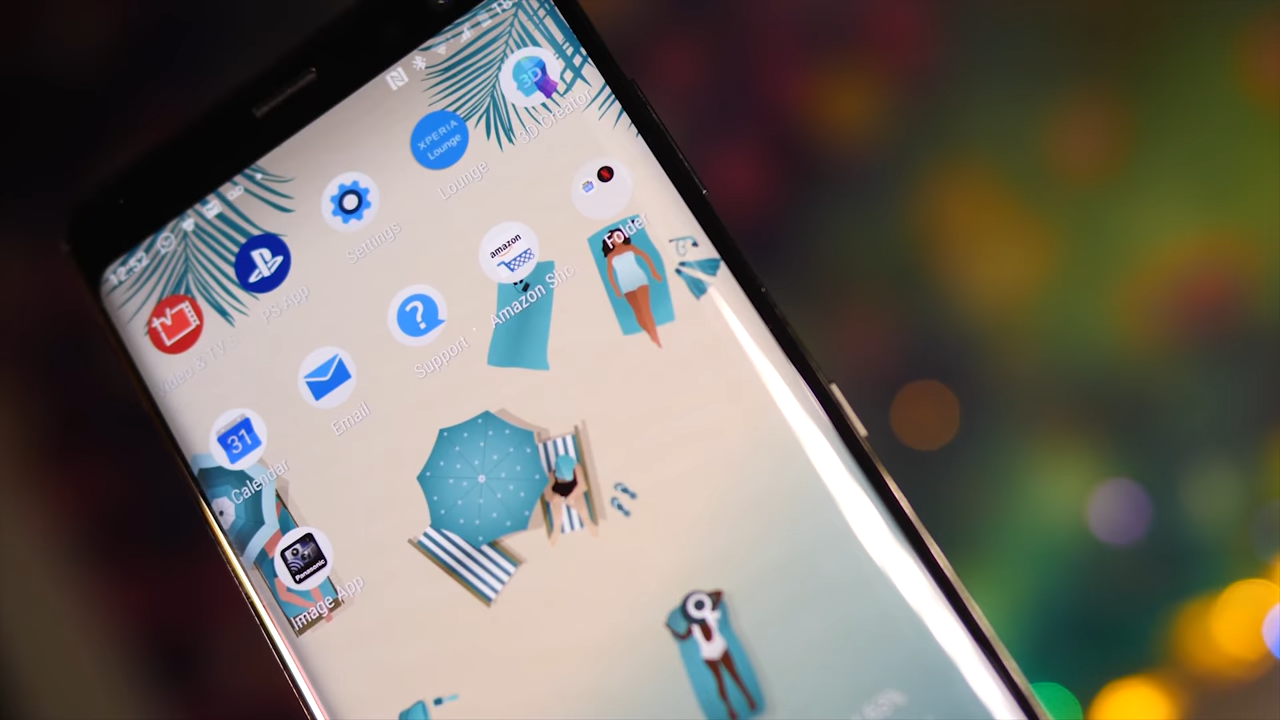 12:52
Video & TV
PS App
Settings
XPERIA
Lounge
Lounge
3D
3D Creator
31
Calendar
Email
Support
amazon
Amazon Sho
Folder
Panasonic
Image App